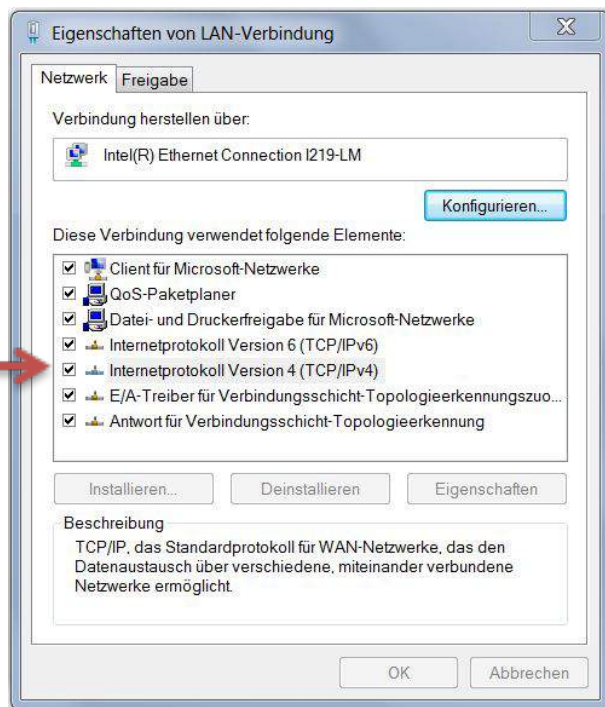 Eigenschaften von LAN-Verbindung
Netzwerk
Freigabe
Verbindung herstellen über:
Intel(R) Ethernet Connection I219-LM
Konfigurieren...
Diese Verbindung verwendet folgende Elemente:
Client für Microsoft-Netzwerke
QoS-Paketplaner
Datei- und Druckerfreigabe für Microsoft-Netzwerke
Internetprotokoll Version 6 (TCP/IPv6)
Internetprotokoll Version 4 (TCP/IPv4)
E/A-Treiber für Verbindungsschicht-Topologieerkennungszuo...
Antwort für Verbindungsschicht-Topologieerkennung
Installieren...
Deinstallieren
Eigenschaften
Beschreibung
TCP/IP, das Standardprotokoll für WAN-Netzwerke, das den
Datenaustausch über verschiedene, miteinander verbundene
Netzwerke ermöglicht.
OK
Abbrechen